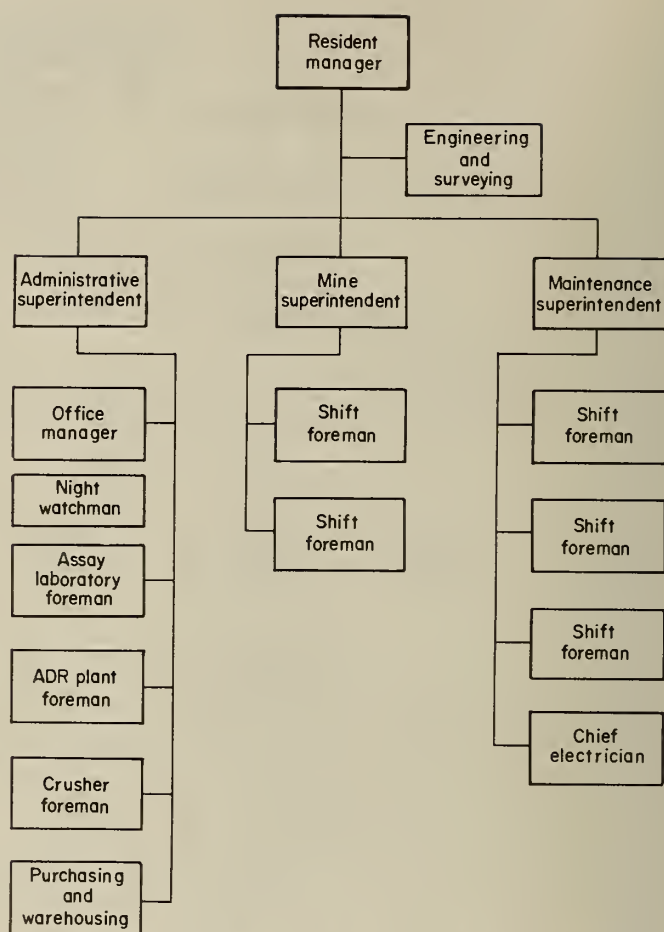 Resident
manager
Engineering
and
surveying
Administrative
superintendent
Mine
superintendent
Maintenance
superintendent
Office
manager
Night
watchman
Assay
laboratory
foreman
ADR plant
foreman
Crusher
foreman
Purchasing
and
warehousing
Shift
foreman
Shift
foreman
Shift
foreman
Shift
foreman
Shift
foreman
Chief
electrician